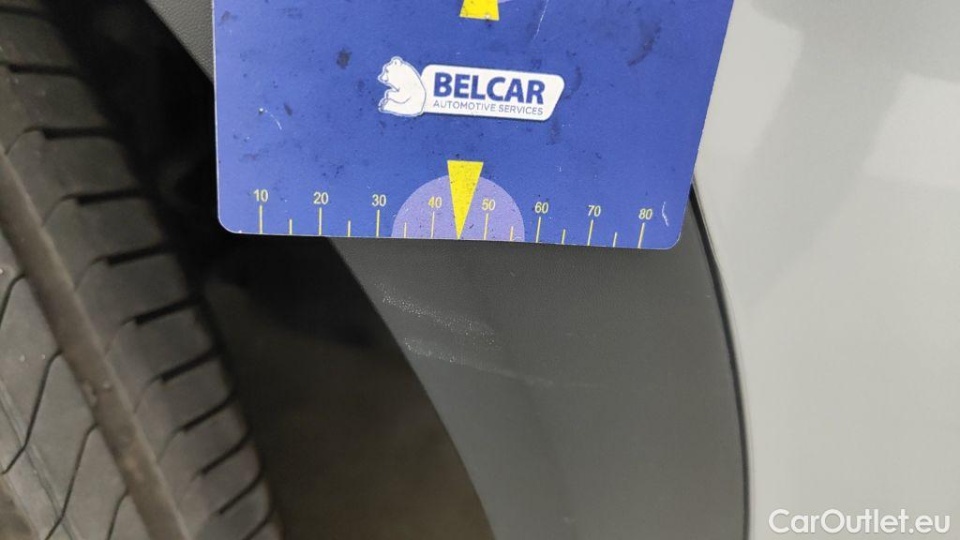 BELCAR
AUTOMOTIVE SERVICES
10 20 30 40 50 60 70 80
CarOutlet.eu